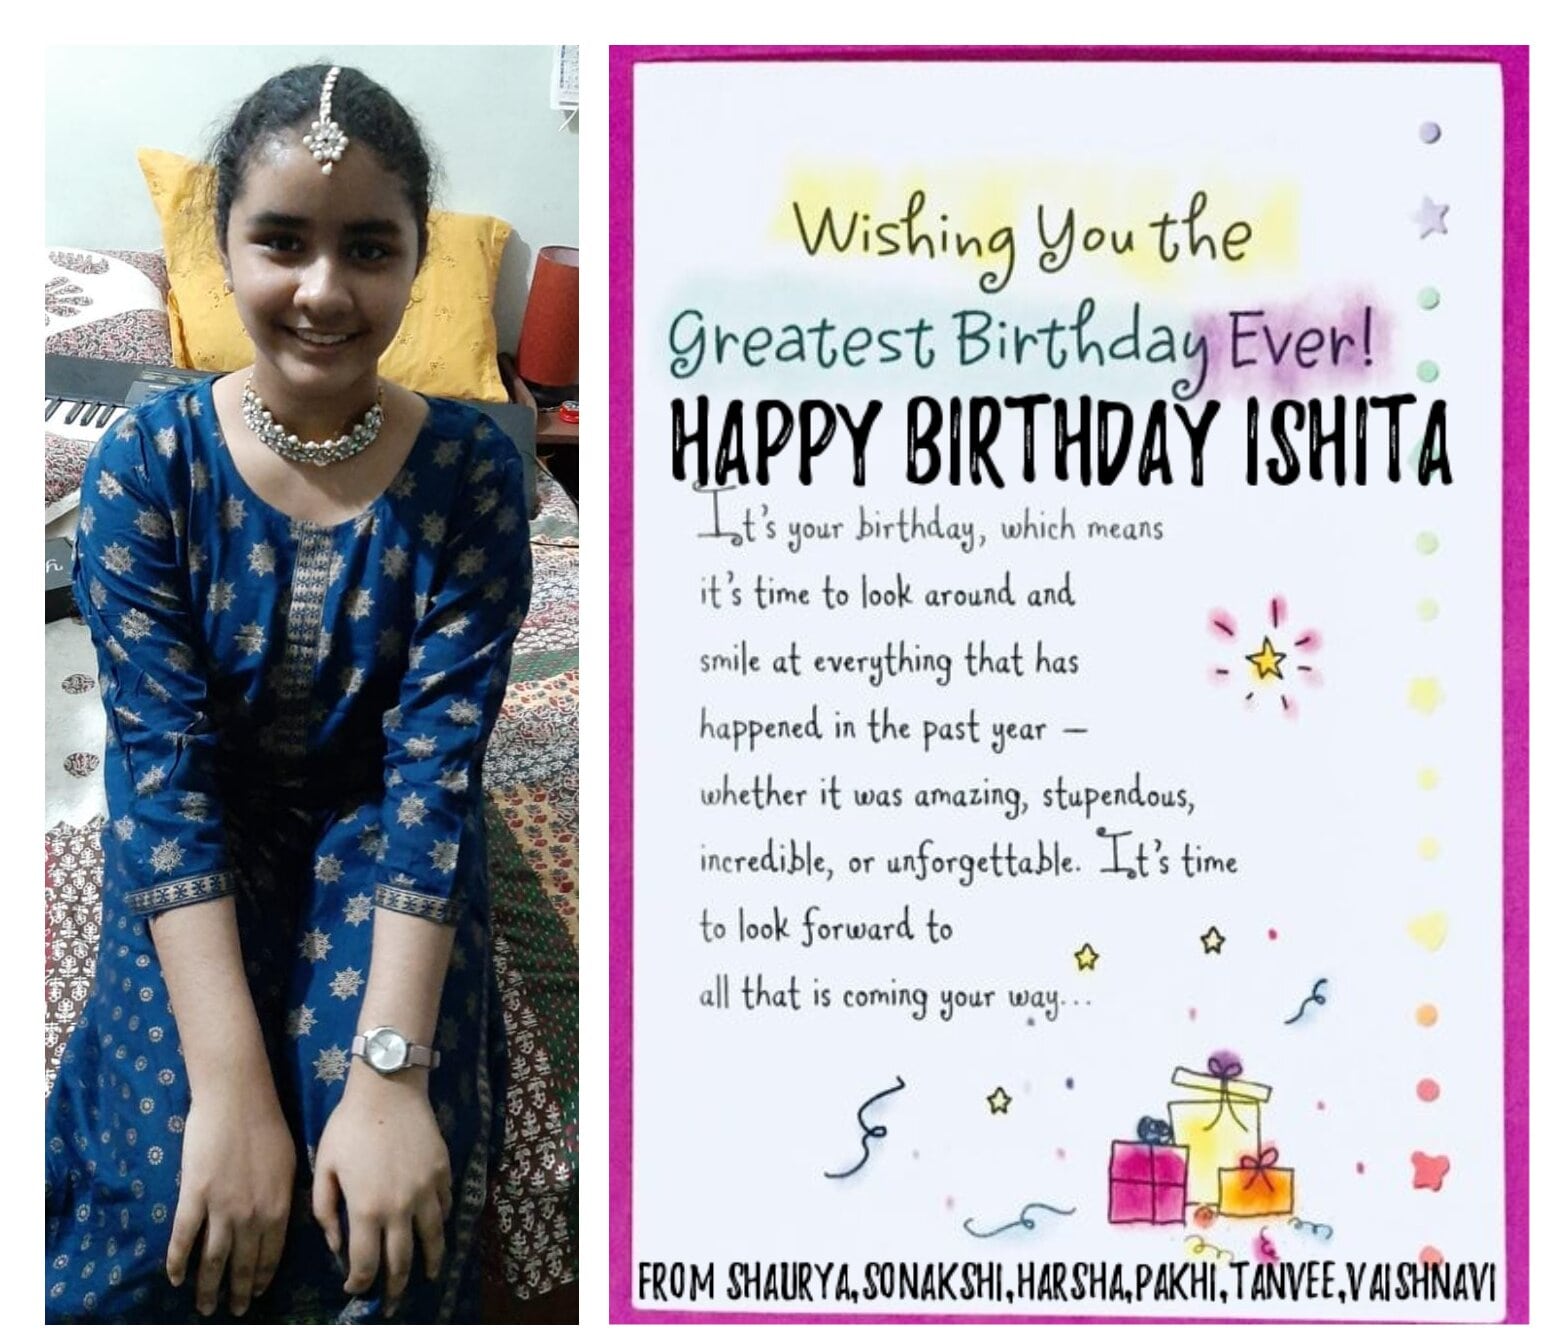 Wishing You the
Greatest Birthday Ever!
HAPPY BIRTHDAY ISHITA
It's your birthday, which means
it's time to look around and
smile at everything that has
happened in the past year –
whether it was amazing, stupendous,
incredible, or unforgettable. It's time
to look forward to
all that is coming your way...
FROM SHAURYA,SONAKSHI,HARSHA,PAKHI,TANVEE,VAISHNAVI